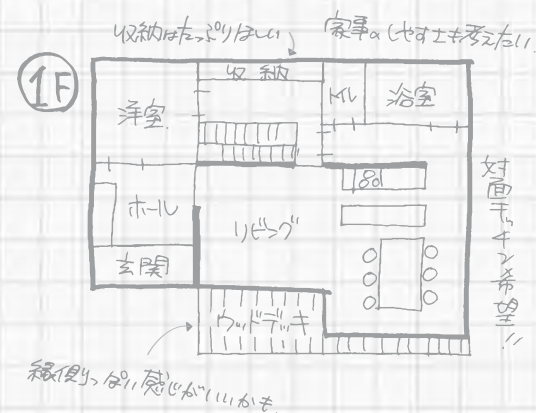 収納はたっぷりほしい
家事のしやすさも考えたい。
1F
収納
トイレ
浴室
洋室
ホール
リビング
玄関
対面キッチン希望!!
ウッドデッキ
縁側っぽい感じがいいかも。